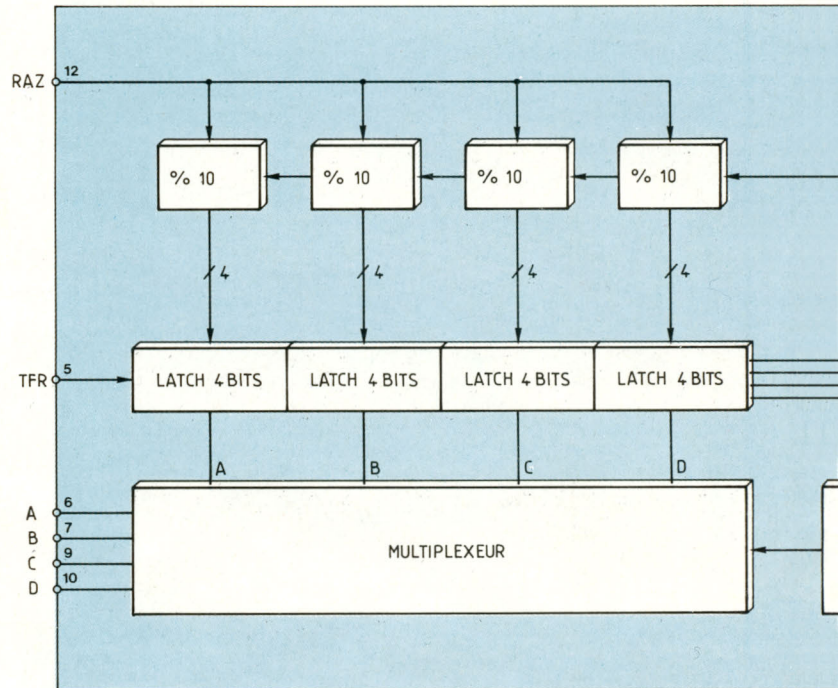 RAZ 12
% 10 % 10 % 10 % 10
4 4 4 4
TFR 5 LATCH 4 BITS LATCH 4 BITS LATCH 4 BITS LATCH 4 BITS
A B C D
A 6
B 7
MULTIPLEXEUR
C 9
D 10